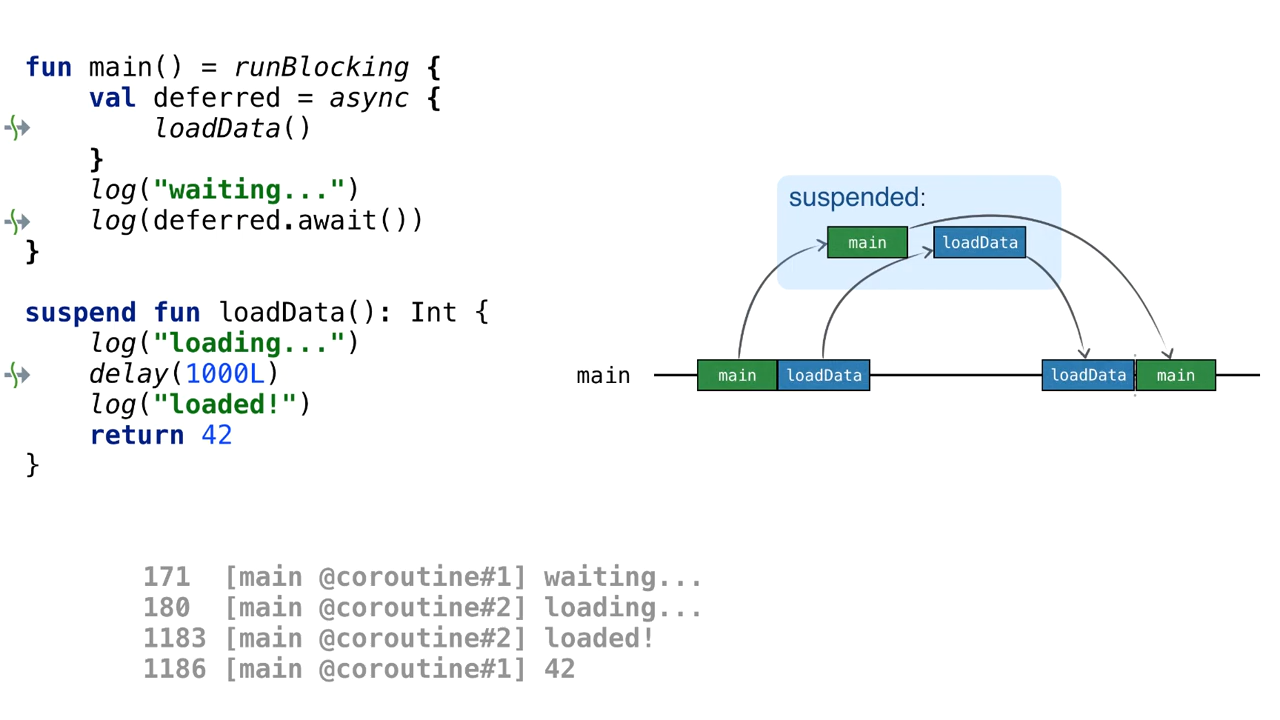 fun main() = runBlocking {
    val deferred = async {
        loadData()
    }
    log("waiting...")
    log(deferred.await())
}
suspend fun loadData(): Int {
    log("loading...")
    delay(1000L)
    log("loaded!")
    return 42
}
suspended:
main loadData
main main loadData loadData main
171 [main @coroutine#1] waiting...
180 [main @coroutine#2] loading...
1183 [main @coroutine#2] loaded!
1186 [main @coroutine#1] 42